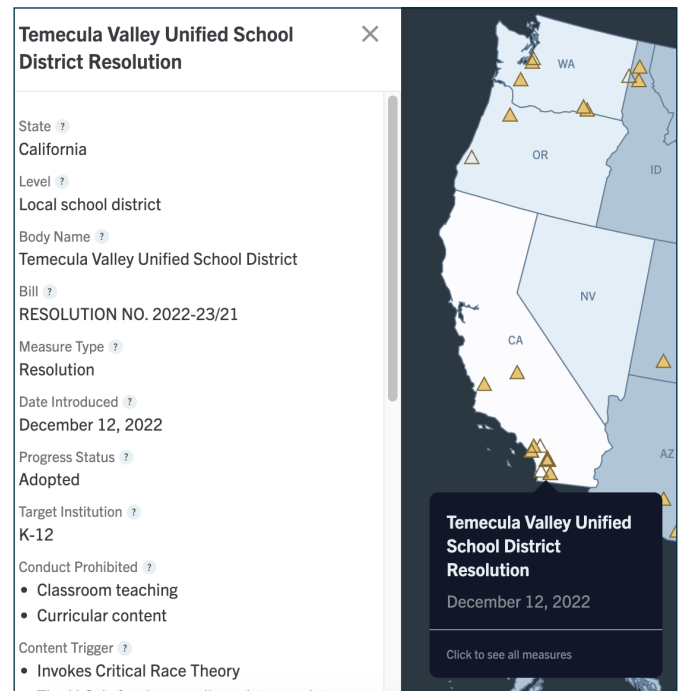 Temecula Valley Unified School
District Resolution
State ?
California
Level ?
Local school district
Body Name ?
Temecula Valley Unified School District
Bill ?
RESOLUTION NO. 2022-23/21
Measure Type ?
Resolution
Date Introduced ?
December 12, 2022
Progress Status ?
Adopted
Target Institution ?
K-12
Conduct Prohibited ?
• Classroom teaching
• Curricular content
Content Trigger ?
• Invokes Critical Race Theory
WA
OR
ID
NV
CA
AZ
Temecula Valley Unified
School District
Resolution
December 12, 2022
Click to see all measures